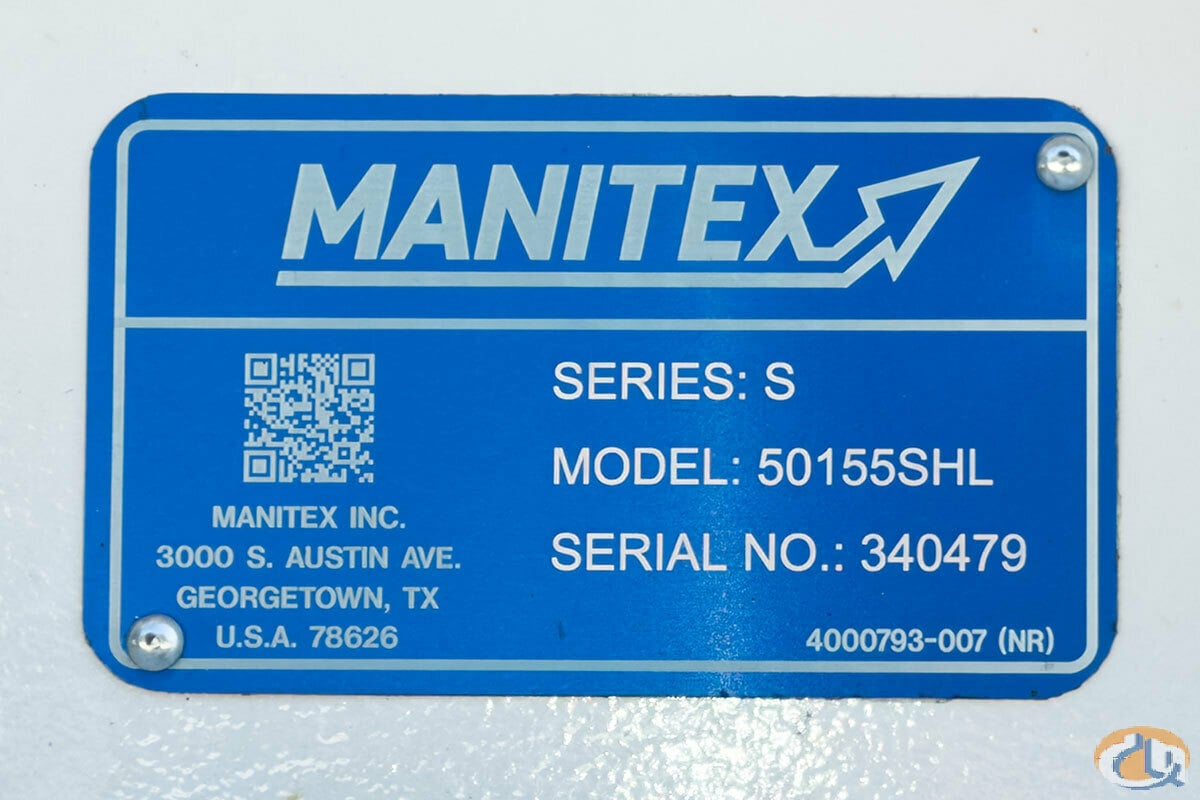 MANITEX
SERIES: S
MODEL: 50155SHL
SERIAL NO.: 340479
MANITEX INC.
3000 S. AUSTIN AVE.
GEORGETOWN, TX
U.S.A. 78626
4000793-007 (NR)